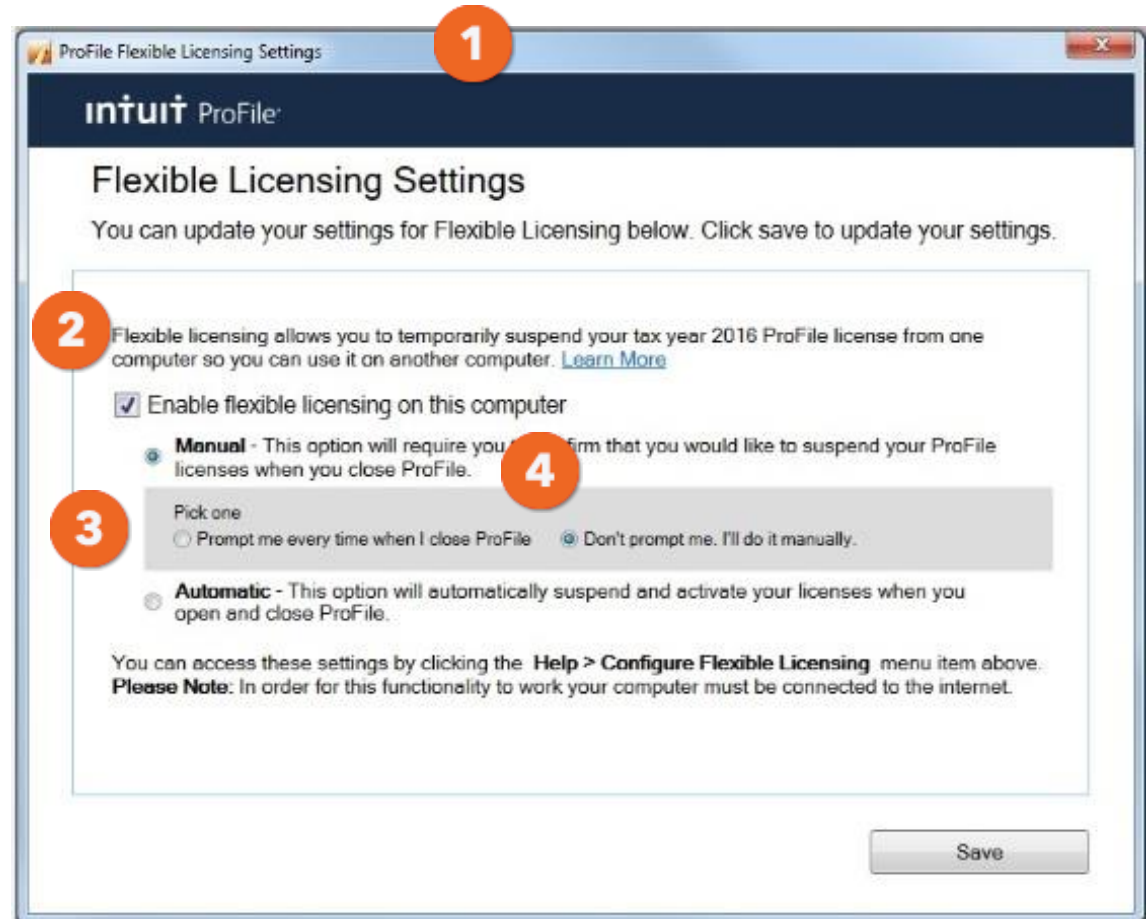 1
ProFile Flexible Licensing Settings
intuit ProFile
Flexible Licensing Settings
You can update your settings for Flexible Licensing below. Click save to update your settings.
2
Flexible licensing allows you to temporarily suspend your tax year 2016 ProFile license from one
computer so you can use it on another computer. Learn More
Enable flexible licensing on this computer
Manual - This option will require you firm that you would like to suspend your ProFile
licenses when you close ProFile.
4
3
Pick one
Prompt me every time when I close ProFile Don't prompt me. I'll do it manually.
Automatic - This option will automatically suspend and activate your licenses when you
open and close ProFile.
You can access these settings by clicking the Help > Configure Flexible Licensing menu item above.
Please Note: In order for this functionality to work your computer must be connected to the internet.
Save